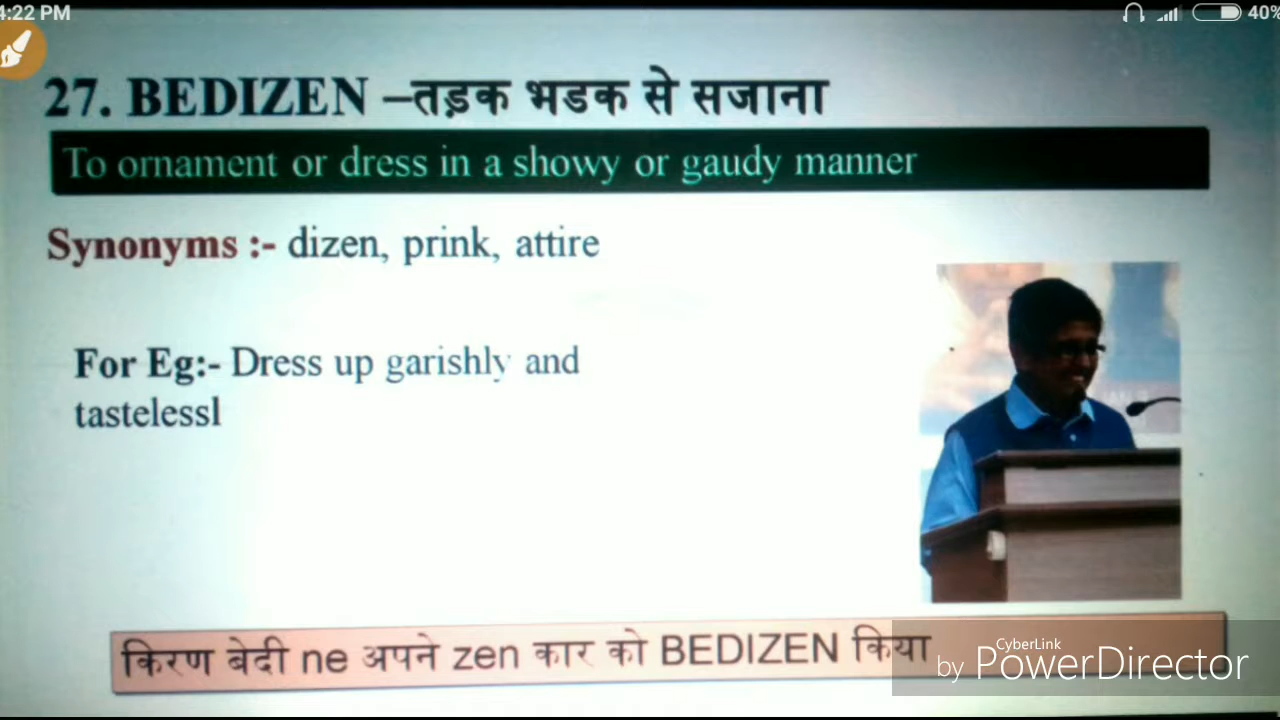 4:22 PM
40%
27. BEDIZEN –तड़क भडक से सजाना
To ornament or dress in a showy or gaudy manner
Synonyms :- dizen, prink, attire
For Eg:- Dress up garishly and
tastelessl
किरण बेदी ne अपने zen कार को BEDIZEN किया
CyberLink
by PowerDirector